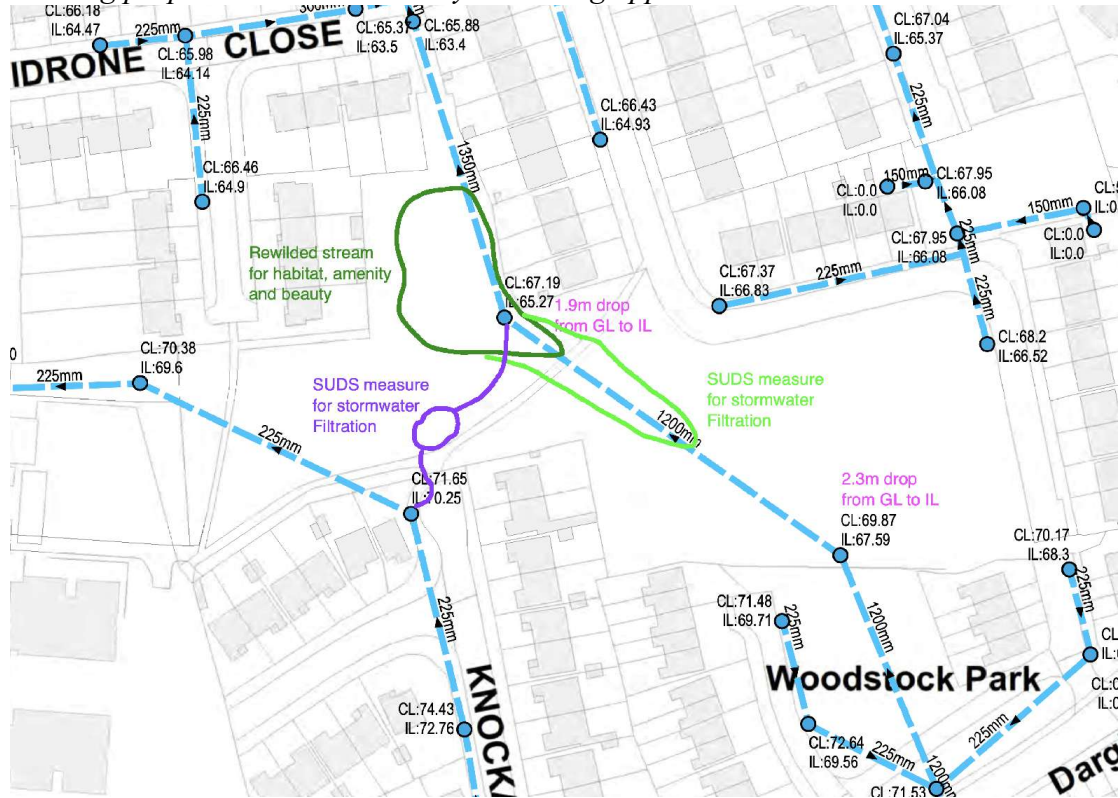 CL:66.18
IL:64.47
225mm
CL:65.98
IL:64.14
IDRONE CLOSE
300mm
CL:65.37
IL:63.5
CL:65.88
IL:63.4
225mm
CL:66.46
IL:64.9
1350mm
CL:66.43
IL:64.93
CL:67.04
IL:65.37
225mm
150mm
CL:0.0
IL:0.0
CL:67.95
IL:66.08
150mm
CL:0.0
IL:0.0
225mm
CL:67.95
IL:66.08
225mm
CL:67.37
IL:66.83
225mm
CL:68.2
IL:66.52
Rewilded stream
for habitat, amenity
and beauty
CL:67.19
IL:65.27
1.9m drop
from GL to IL
0
CL:70.38
IL:69.6
225mm
SUDS measure
for stormwater
Filtration
SUDS measure
for stormwater
Filtration
225mm
1200mm
CL:71.65
IL:70.25
2.3m drop
from GL to IL
CL:69.87
IL:67.59
CL:70.17
IL:68.3
225mm
CL:71.48
IL:69.71
225mm
1200mm
225mm
KNOCKA
Woodstock Park
CL:74.43
IL:72.76
CL:72.64
IL:69.56
225mm
225mm
1200mm
CL:71.53
Darg